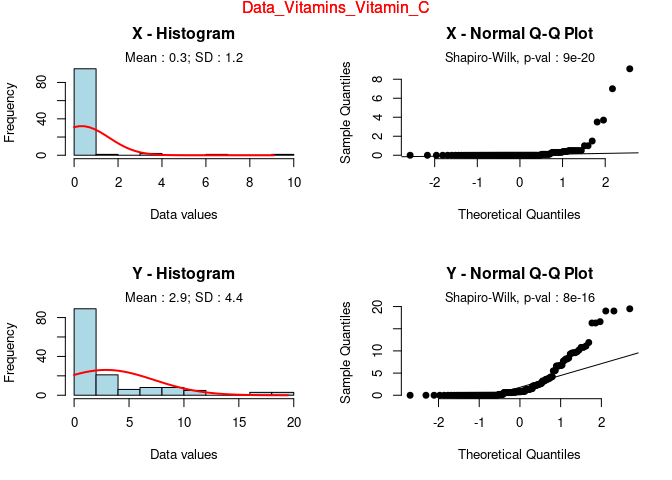 Data_Vitamins_Vitamin_C
X - Histogram
Mean : 0.3; SD : 1.2
Frequency
0 40 80
0 2 4 6 8 10
Data values
X - Normal Q-Q Plot
Shapiro-Wilk, p-val : 9e-20
Sample Quantiles
0 2 4 6 8
-2 -1 0 1 2
Theoretical Quantiles
Y - Histogram
Mean : 2.9; SD : 4.4
Frequency
0 40 80
0 5 10 15 20
Data values
Y - Normal Q-Q Plot
Shapiro-Wilk, p-val : 8e-16
Sample Quantiles
0 5 10 20
-2 -1 0 1 2
Theoretical Quantiles